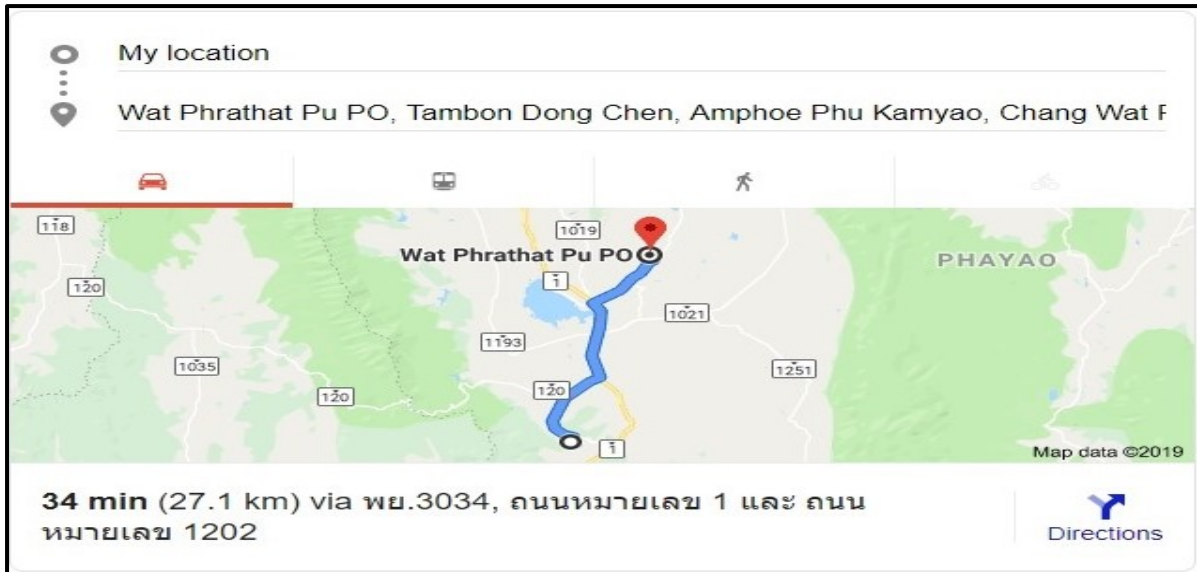 My location
Wat Phrathat Pu PO, Tambon Dong Chen, Amphoe Phu Kamyao, Chang Wat P
118
1019
Wat Phrathat Pu PO
PHAYAO
120
1
1021
1193
1035
1251
120
120
1
Map data ©2019
34 min (27.1 km) via พย.3034, ถนนหมายเลข 1 และ ถนน
หมายเลข 1202
Directions